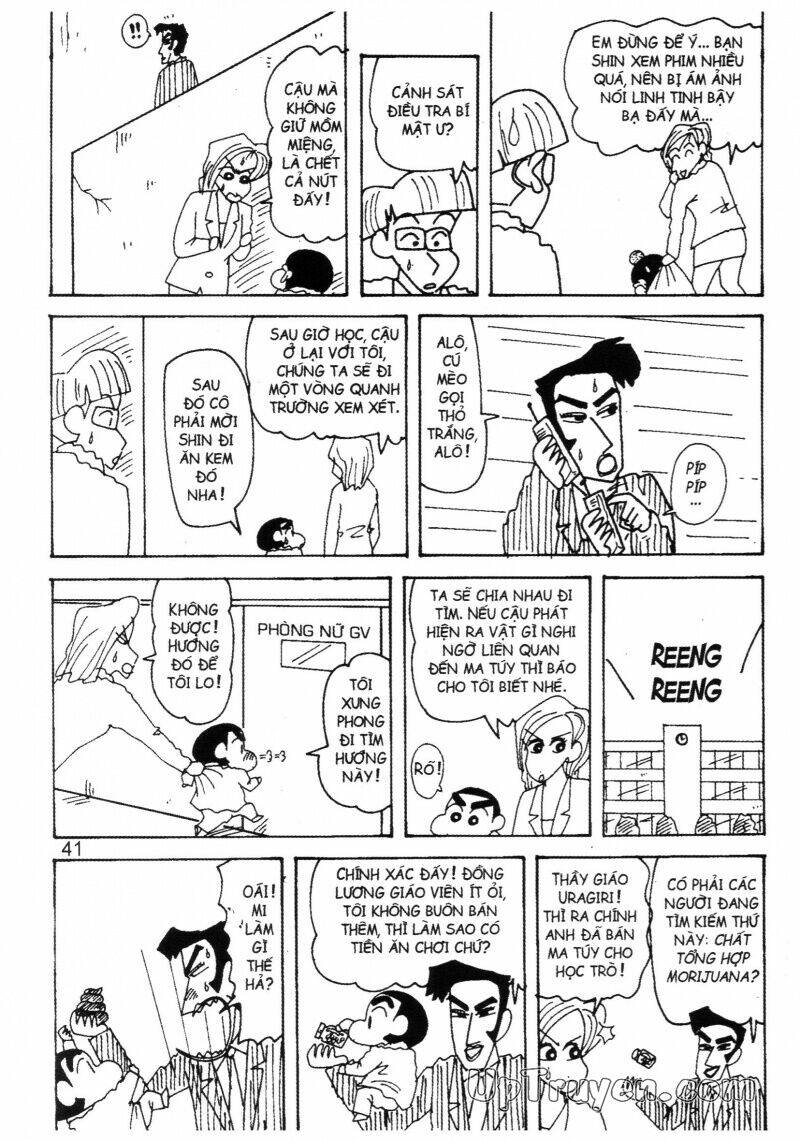 EM ĐỪNG ĐỂ Ý... BẠN
SHIN XEM PHIM NHIỀU
QUÁ, NÊN BỊ ÁM ẢNH
NÓI LINH TINH BẬY
BẠ ĐẤY MÀ...
CẢNH SÁT
ĐIỀU TRA BÍ
MẬT Ư?
!!
CẬU MÀ
KHÔNG
GIỮ MỒM
MIỆNG,
LÀ CHẾT
CẢ NÚT
ĐẤY!
ALÔ,
CÚ
MÈO
GỌI
THỎ
TRẮNG,
ALÔ!
PÍP
PÍP
...
SAU GIỜ HỌC, CẬU
Ở LẠI VỚI TÔI,
CHÚNG TA SẼ ĐI
MỘT VÒNG QUANH
TRƯỜNG XEM XÉT.
SAU
ĐÓ CÔ
PHẢI MỜI
SHIN ĐI
ĂN KEM
ĐÓ
NHA!
REENG
REENG
TA SẼ CHIA NHAU ĐI
TÌM. NẾU CẬU PHÁT
HIỆN RA VẬT GÌ NGHI
NGỜ LIÊN QUAN
ĐẾN MA TÚY THÌ BÁO
CHO TÔI BIẾT NHÉ.
RÕ!
PHÒNG NỮ GV
TÔI
XUNG
PHONG
ĐI TÌM
HƯỚNG
NÀY!
KHÔNG
ĐƯỢC!
HƯỚNG
ĐÓ ĐỂ
TÔI LO!
41
CÓ PHẢI CÁC
NGƯỜI ĐANG
TÌM KIẾM THỨ
NÀY: CHẤT
TỔNG HỢP
MORIJUANA?
THẦY GIÁO
URAGIRI!
THÌ RA CHÍNH
ANH ĐÃ BÁN
MA TÚY CHO
HỌC TRÒ!
CHÍNH XÁC ĐẤY! ĐỒNG
LƯƠNG GIÁO VIÊN ÍT ỎI,
TÔI KHÔNG BUÔN BÁN
THÊM, THÌ LÀM SAO CÓ
TIỀN ĂN CHƠI CHỨ?
OÁI!
MI
LÀM
GÌ
THẾ
HẢ?
UpTruyen.com